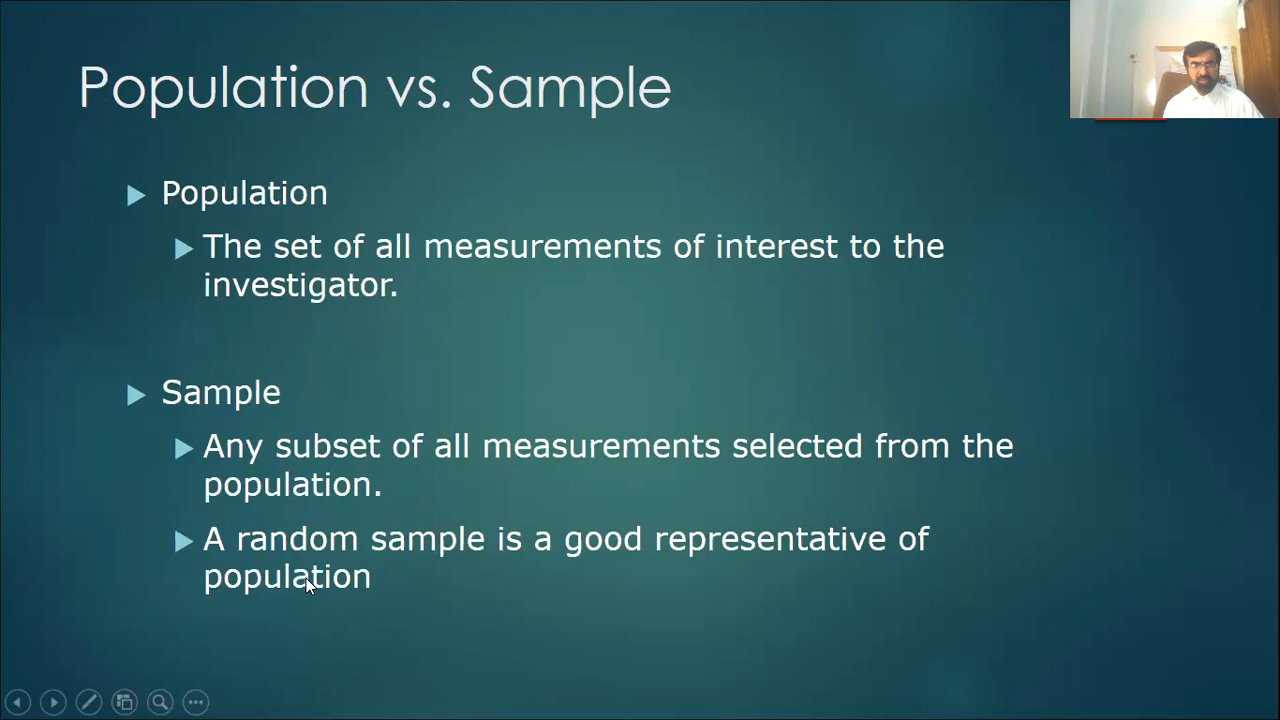 Population vs. Sample
Population
The set of all measurements of interest to the
investigator.
Sample
Any subset of all measurements selected from the
population.
A random sample is a good representative of
population